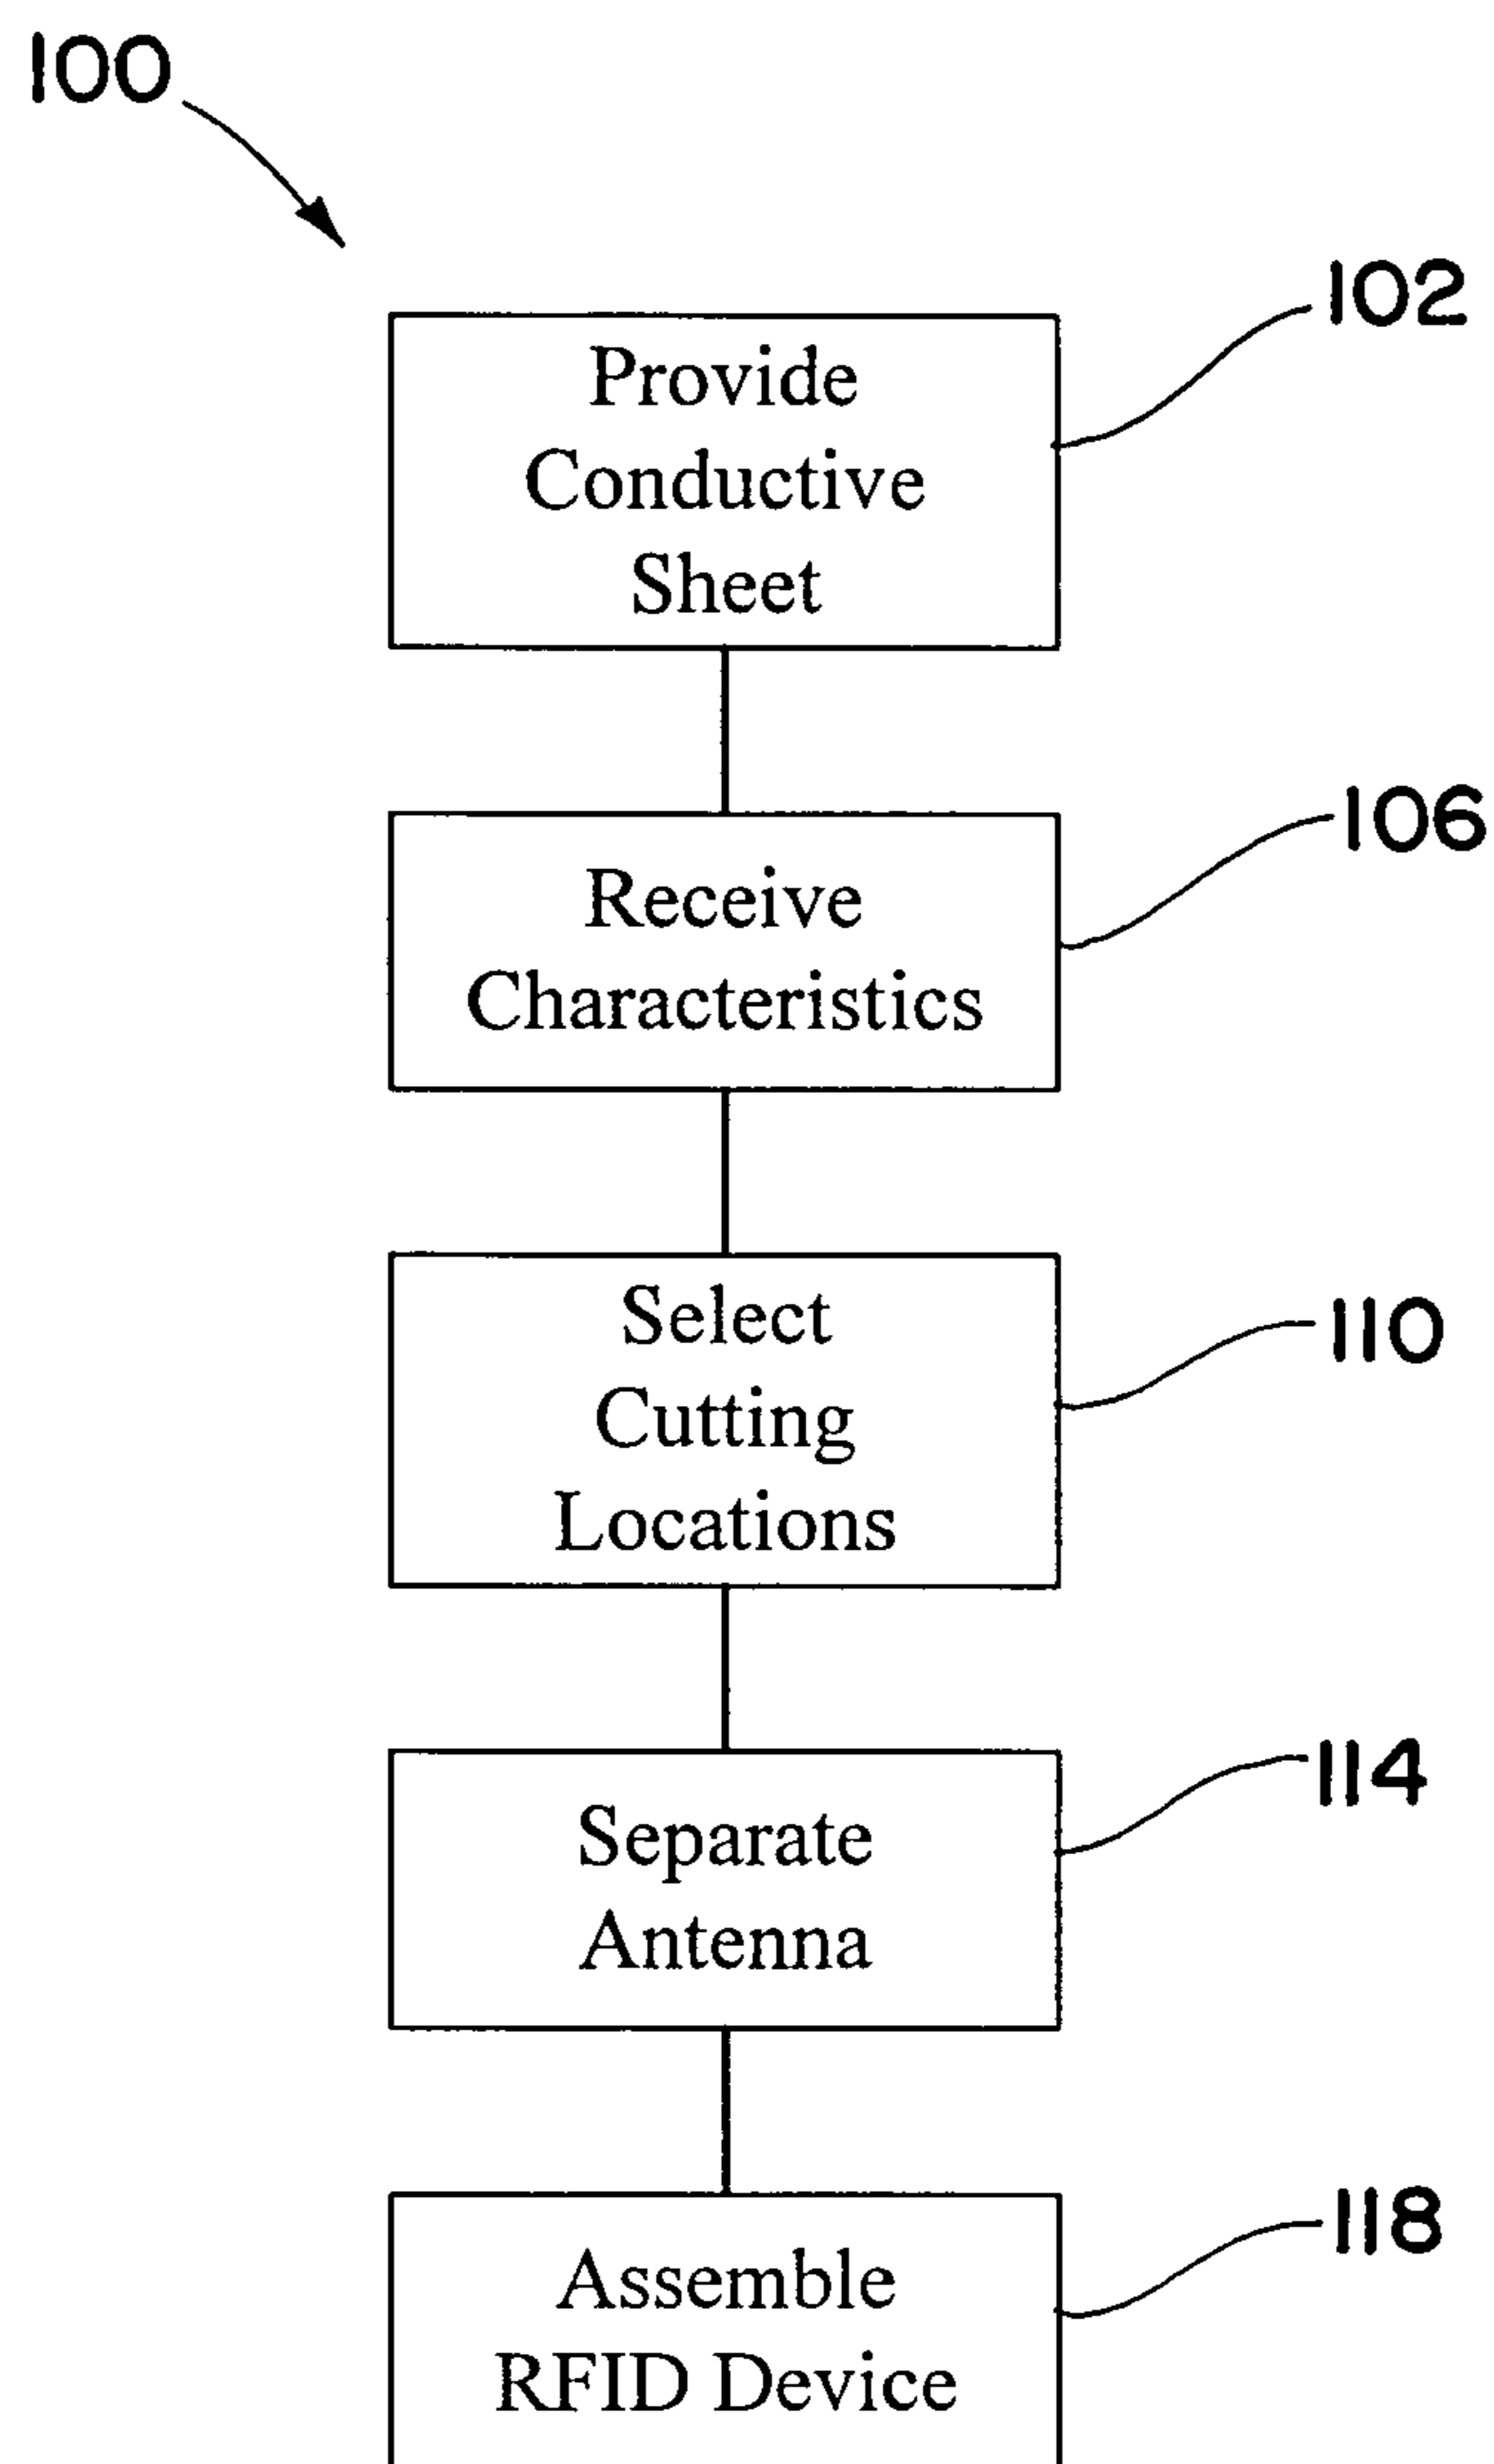 100
102
Provide
Conductive
Sheet
106
Receive
Characteristics
110
Select
Cutting
Locations
114
Separate
Antenna
118
Assemble
RFID Device